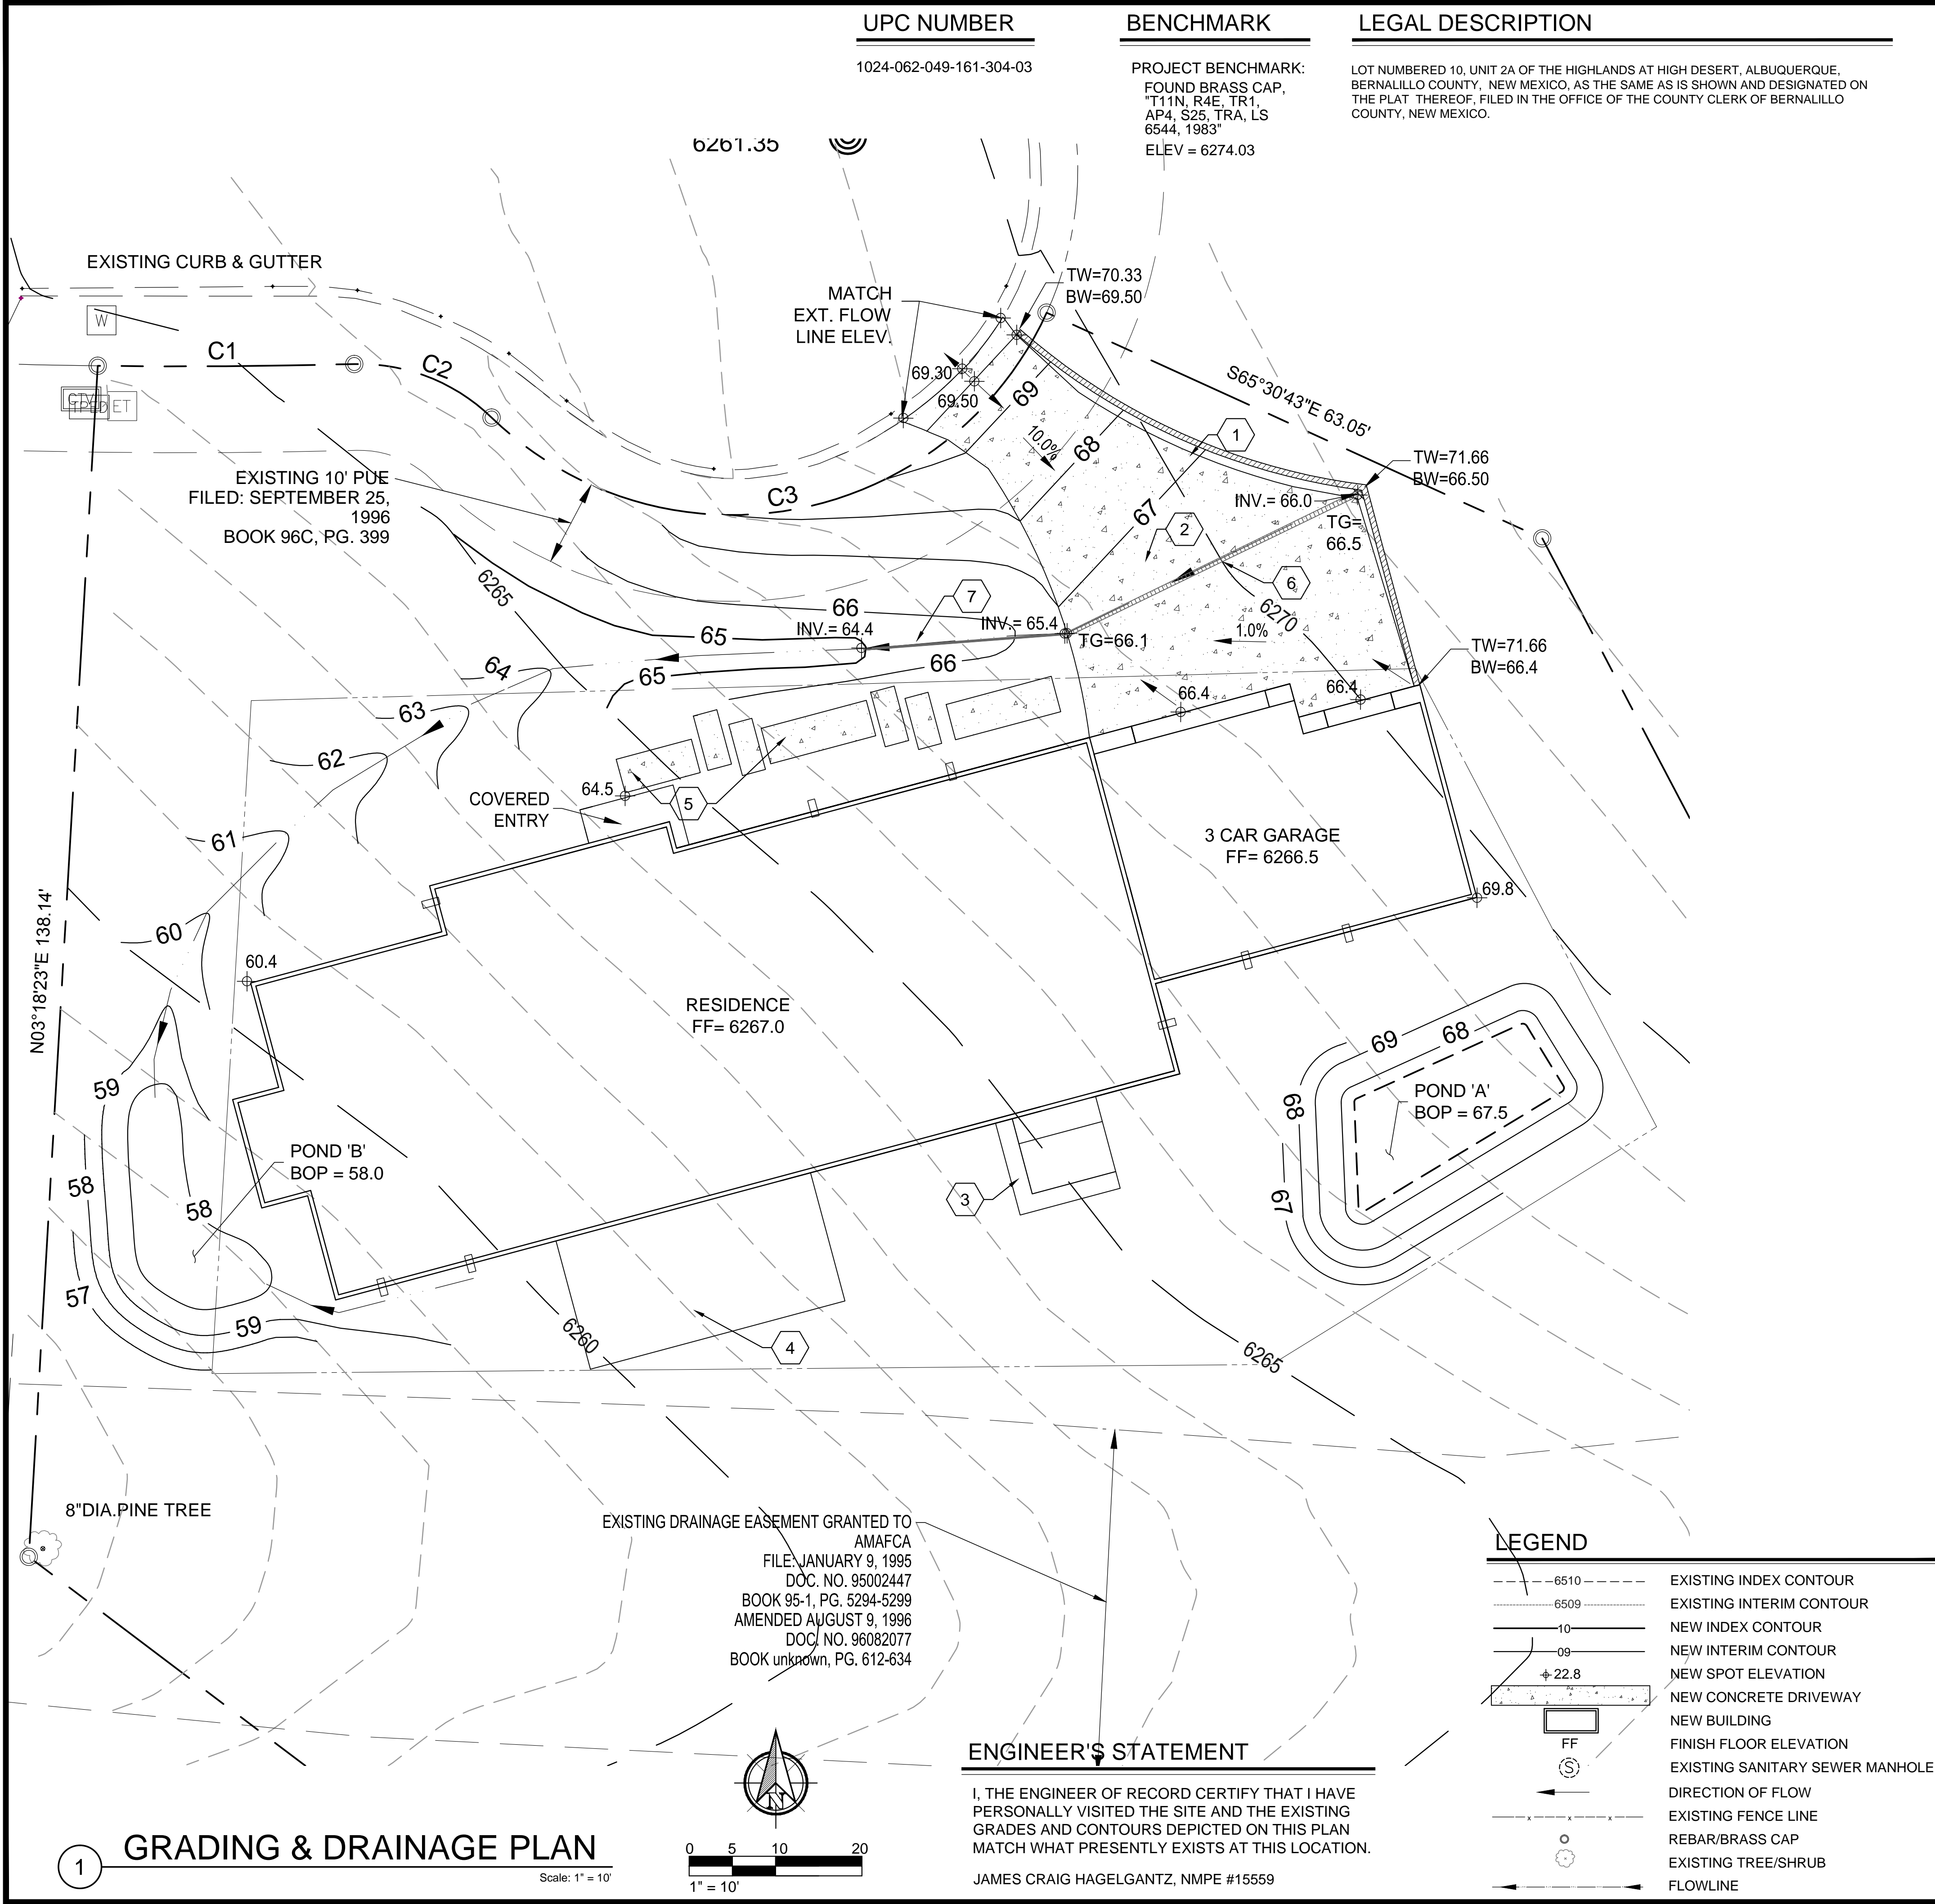 UPC NUMBER
1024-062-049-161-304-03
BENCHMARK
PROJECT BENCHMARK:
FOUND BRASS CAP,
"T11N, R4E, TR1,
AP4, S25, TRA, LS
6544, 1983"
ELEV = 6274.03
LEGAL DESCRIPTION
LOT NUMBERED 10, UNIT 2A OF THE HIGHLANDS AT HIGH DESERT, ALBUQUERQUE,
BERNALILLO COUNTY, NEW MEXICO, AS THE SAME AS IS SHOWN AND DESIGNATED ON
THE PLAT THEREOF, FILED IN THE OFFICE OF THE COUNTY CLERK OF BERNALILLO
COUNTY, NEW MEXICO.
6261.35
EXISTING CURB & GUTTER
W
C1
C2
C3
ET
MATCH
EXT. FLOW
LINE ELEV.
TW=70.33
BW=69.50
69.30
69.50
69
10.0%
68
67
S65°30'43"E 63.05'
1
TW=71.66
BW=66.50
INV.= 66.0
TG=
66.5
2
6
6270
1.0%
EXISTING 10' PUE
FILED: SEPTEMBER 25,
1996
BOOK 96C, PG. 399
6265
7
66
65
INV.= 64.4
INV.= 65.4
TG=66.1
66
65
64
63
62
61
60
TW=71.66
BW=66.4
66.4
66.4
64.5
5
COVERED
ENTRY
3 CAR GARAGE
FF= 6266.5
69.8
60.4
N03°18'23"E 138.14'
RESIDENCE
FF= 6267.0
69
68
68
67
POND 'A'
BOP = 67.5
59
58
58
57
59
POND 'B'
BOP = 58.0
3
4
6260
6265
8"DIA.PINE TREE
EXISTING DRAINAGE EASEMENT GRANTED TO
AMAFCA
FILE: JANUARY 9, 1995
DOC. NO. 95002447
BOOK 95-1, PG. 5294-5299
AMENDED AUGUST 9, 1996
DOC. NO. 96082077
BOOK unknown, PG. 612-634
LEGEND
6510 EXISTING INDEX CONTOUR
6509 EXISTING INTERIM CONTOUR
10 NEW INDEX CONTOUR
09 NEW INTERIM CONTOUR
22.8 NEW SPOT ELEVATION
NEW CONCRETE DRIVEWAY
NEW BUILDING
FF FINISH FLOOR ELEVATION
S EXISTING SANITARY SEWER MANHOLE
DIRECTION OF FLOW
x x x EXISTING FENCE LINE
REBAR/BRASS CAP
EXISTING TREE/SHRUB
FLOWLINE
ENGINEER'S STATEMENT
I, THE ENGINEER OF RECORD CERTIFY THAT I HAVE
PERSONALLY VISITED THE SITE AND THE EXISTING
GRADES AND CONTOURS DEPICTED ON THIS PLAN
MATCH WHAT PRESENTLY EXISTS AT THIS LOCATION.
JAMES CRAIG HAGELGANTZ, NMPE #15559
N
0 5 10 20
1" = 10'
1
GRADING & DRAINAGE PLAN
Scale: 1" = 10'